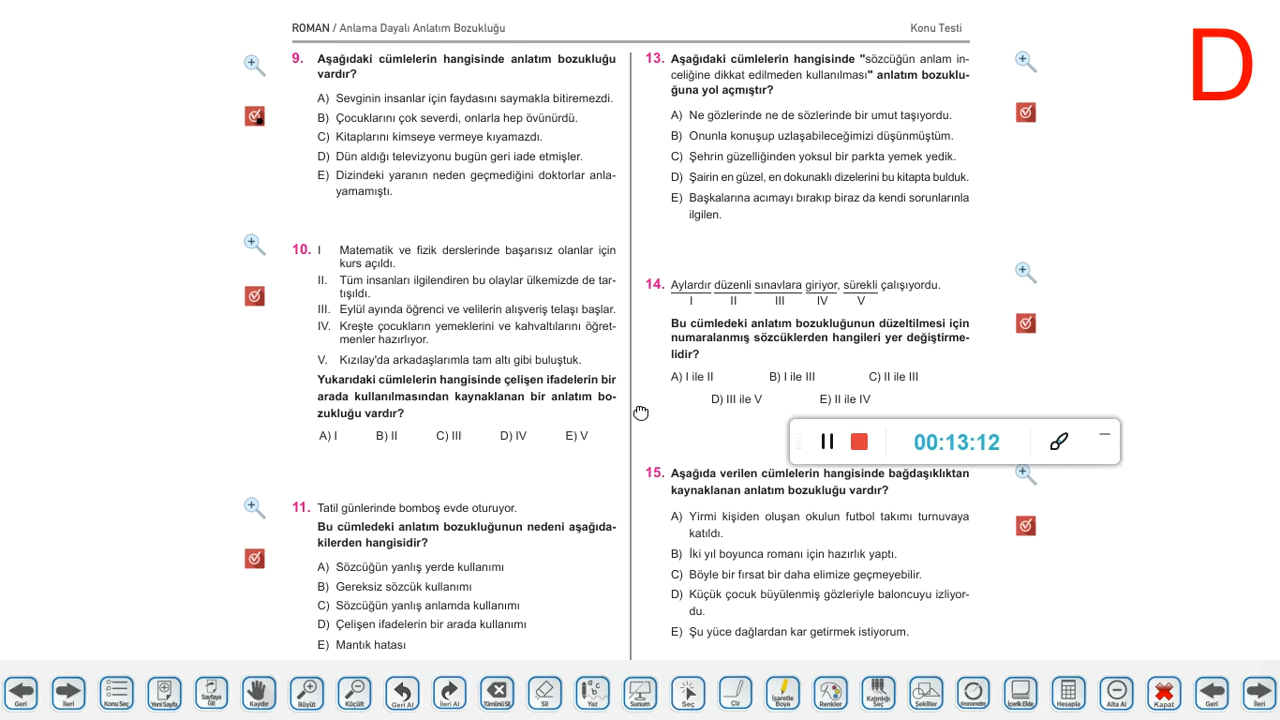 ROMAN / Anlama Dayalı Anlatım Bozukluğu
Konu Testi
D
9. Aşağıdaki cümlelerin hangisinde anlatım bozukluğu
vardır?
A) Sevginin insanlar için faydasını saymakla bitiremezdi.
B) Çocuklarını çok severdi, onlarla hep övünürdü.
C) Kitaplarını kimseye vermeye kıyamazdı.
D) Dün aldığı televizyonu bugün geri iade etmişler.
E) Dizindeki yaranın neden geçmediğini doktorlar anla-
yamamıştı.
10. I Matematik ve fizik derslerinde başarısız olanlar için
kurs açıldı.
II. Tüm insanları ilgilendiren bu olaylar ülkemizde de tar-
tışıldı.
III. Eylül ayında öğrenci ve velilerin alışveriş telaşı başlar.
IV. Kreşte çocukların yemeklerini ve kahvaltılarını öğret-
menler hazırlıyor.
V. Kızılay'da arkadaşlarımla tam altı gibi buluştuk.
Yukarıdaki cümlelerin hangisinde çelişen ifadelerin bir
arada kullanılmasından kaynaklanan bir anlatım bo-
zukluğu vardır?
A) I B) II C) III D) IV E) V
11. Tatil günlerinde bomboş evde oturuyor.
Bu cümledeki anlatım bozukluğunun nedeni aşağıda-
kilerden hangisidir?
A) Sözcüğün yanlış yerde kullanımı
B) Gereksiz sözcük kullanımı
C) Sözcüğün yanlış anlamda kullanımı
D) Çelişen ifadelerin bir arada kullanımı
E) Mantık hatası
13. Aşağıdaki cümlelerin hangisinde "sözcüğün anlam in-
celiğine dikkat edilmeden kullanılması" anlatım bozuklu-
ğuna yol açmıştır?
A) Ne gözlerinde ne de sözlerinde bir umut taşıyordu.
B) Onunla konuşup uzlaşabileceğimizi düşünmüştüm.
C) Şehrin güzelliğinden yoksul bir parkta yemek yedik.
D) Şairin en güzel, en dokunaklı dizelerini bu kitapta bulduk.
E) Başkalarına acımayı bırakıp biraz da kendi sorunlarınla
ilgilen.
14. Aylardır düzenli sınavlara giriyor, sürekli çalışıyordu.
I II III IV V
Bu cümledeki anlatım bozukluğunun düzeltilmesi için
numaralanmış sözcüklerden hangileri yer değiştirme-
lidir?
A) I ile II B) I ile III C) II ile III
D) III ile V E) II ile IV
00:13:12
15. Aşağıda verilen cümlelerin hangisinde bağdaşıklıktan
kaynaklanan anlatım bozukluğu vardır?
A) Yirmi kişiden oluşan okulun futbol takımı turnuvaya
katıldı.
B) İki yıl boyunca romanı için hazırlık yaptı.
C) Böyle bir fırsat bir daha elimize geçmeyebilir.
D) Küçük çocuk büyülenmiş gözleriyle baloncuyu izliyor-
du.
E) Şu yüce dağlardan kar getirmek istiyorum.
Geri İleri Konu Seç Yeni Sayfa Sayfaya Git Kaydır Büyüt Küçült Geri Al İleri Al Tümünü Sil Sil Yaz Sunum Seç Çiz İşaretle Boya Renkler Kalınlığı Seç Şekiller Kronometre İçerik Ekle Hesapla Alta Al Kapat Geri İleri